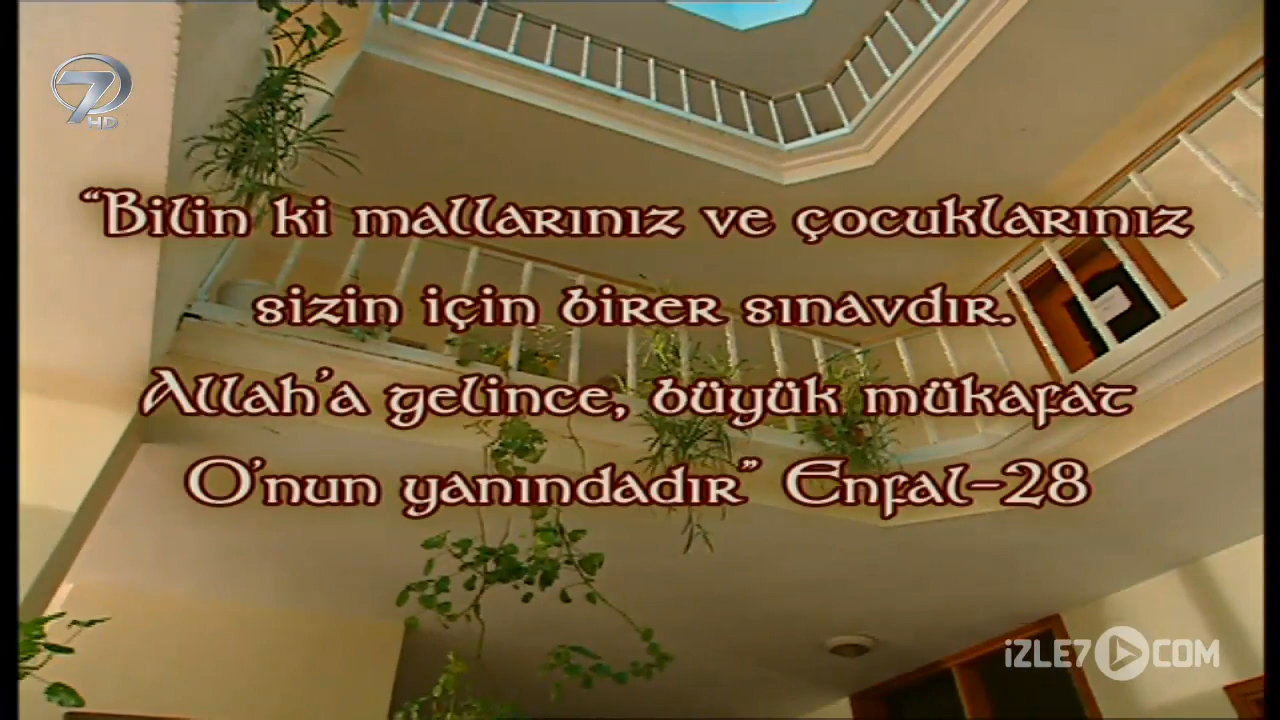 7 HD
“Bilin ki mallarınız ve çocuklarınız
sizin için birer sınavdır.
Allah’a gelince, büyük mükafat
O’nun yanındadır” Enfal-28
İZLE7 COM